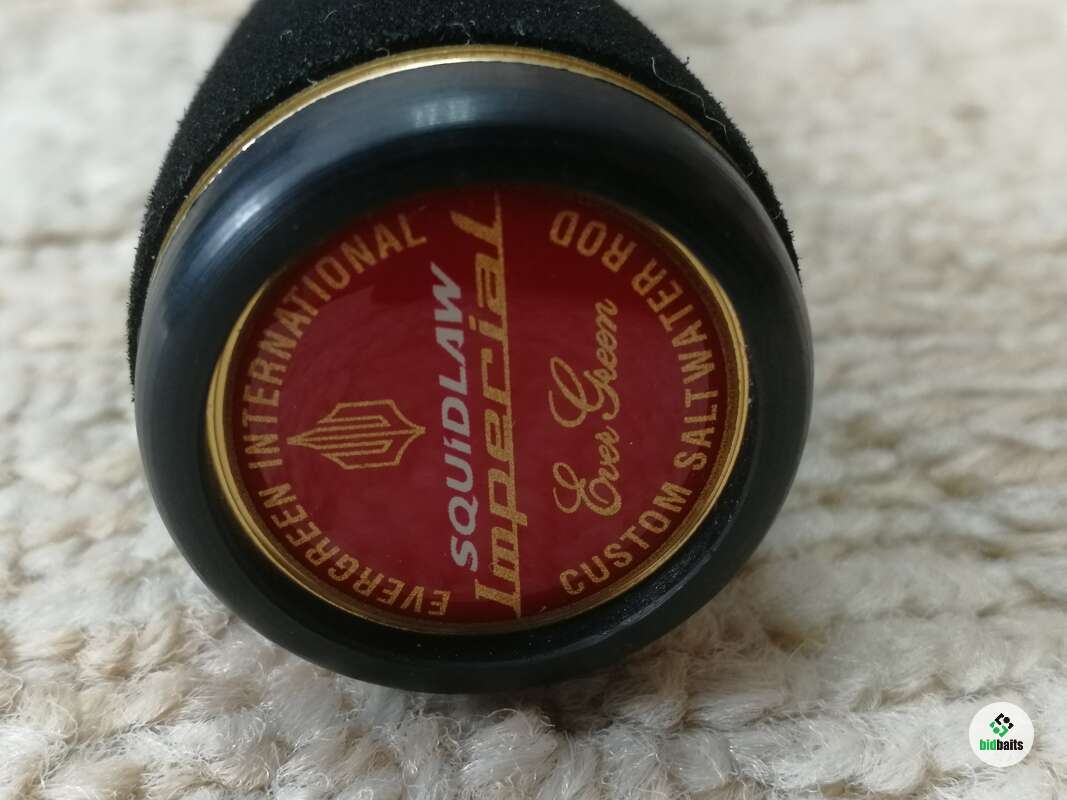 EVERGREEN INTERNATIONAL
SQUiDLAW
Imperial
Ever Green
CUSTOM SALTWATER ROD
bidbaits